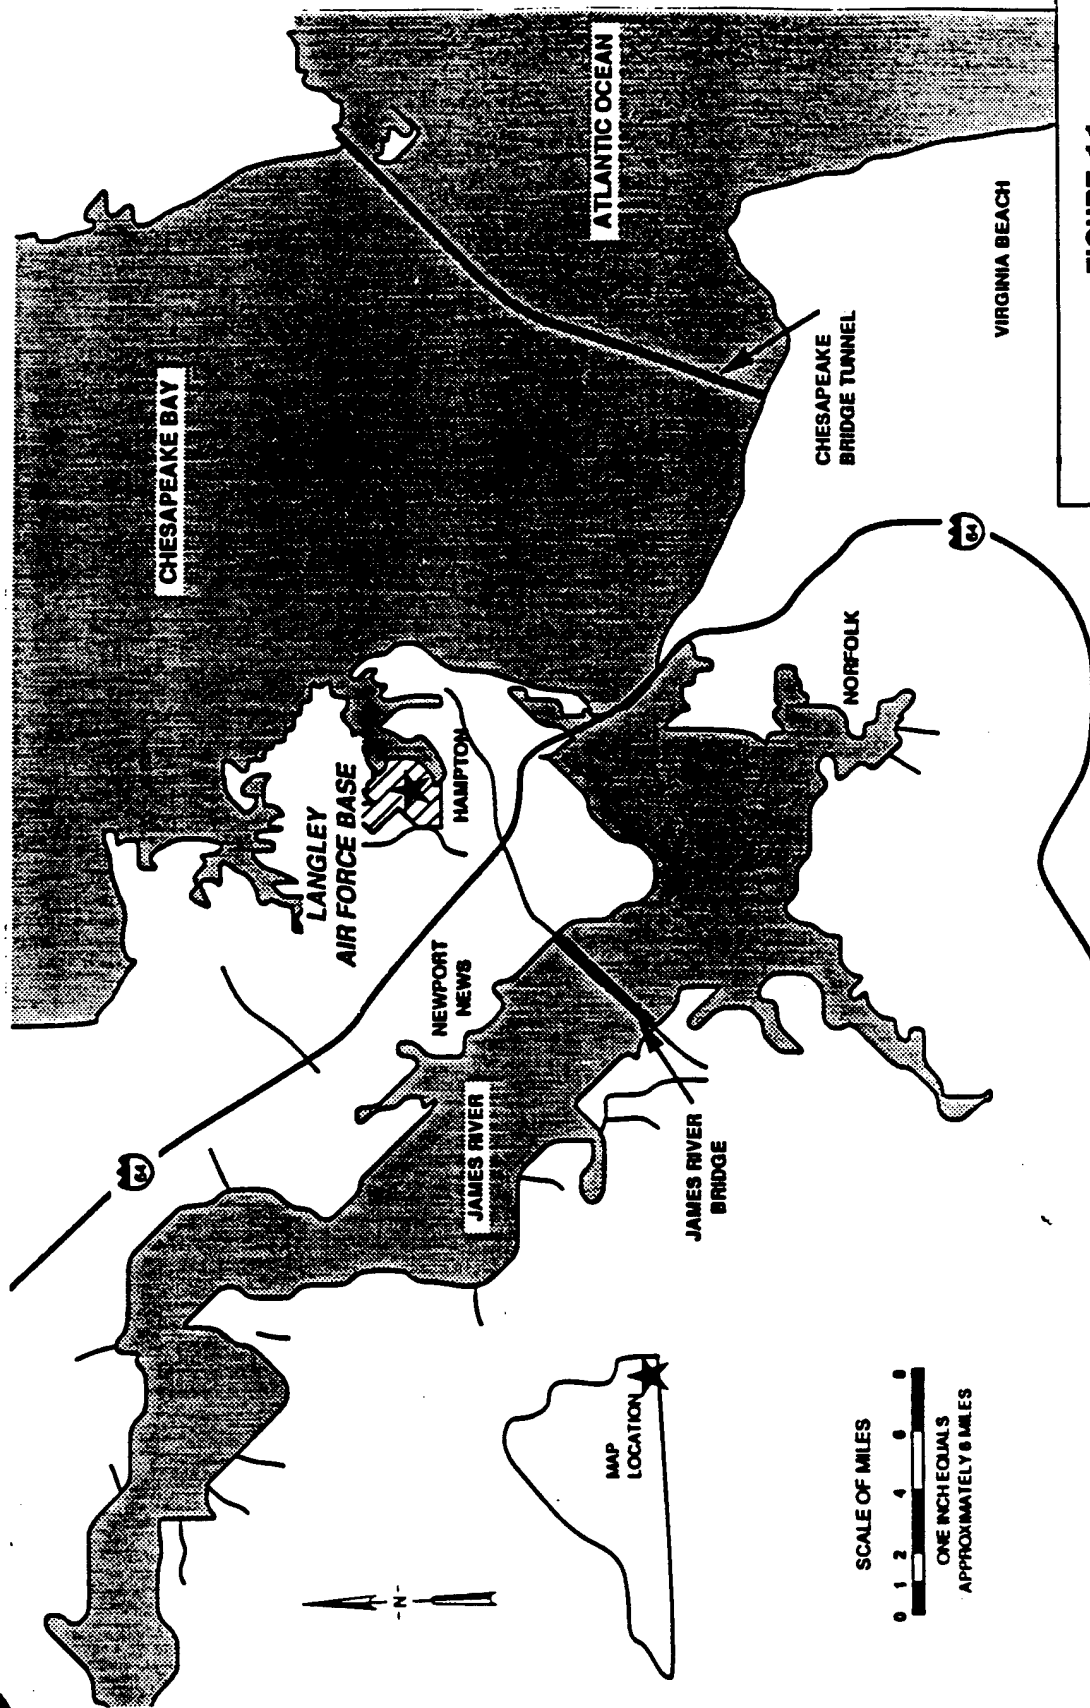 CHESAPEAKE BAY
ATLANTIC OCEAN
LANGLEY
AIR FORCE BASE
HAMPTON
NEWPORT
NEWS
JAMES RIVER
JAMES RIVER
BRIDGE
NORFOLK
CHESAPEAKE
BRIDGE TUNNEL
VIRGINIA BEACH
64
64
-N-
MAP
LOCATION
SCALE OF MILES
0 1 2 4 6 8
ONE INCH EQUALS
APPROXIMATELY 6 MILES